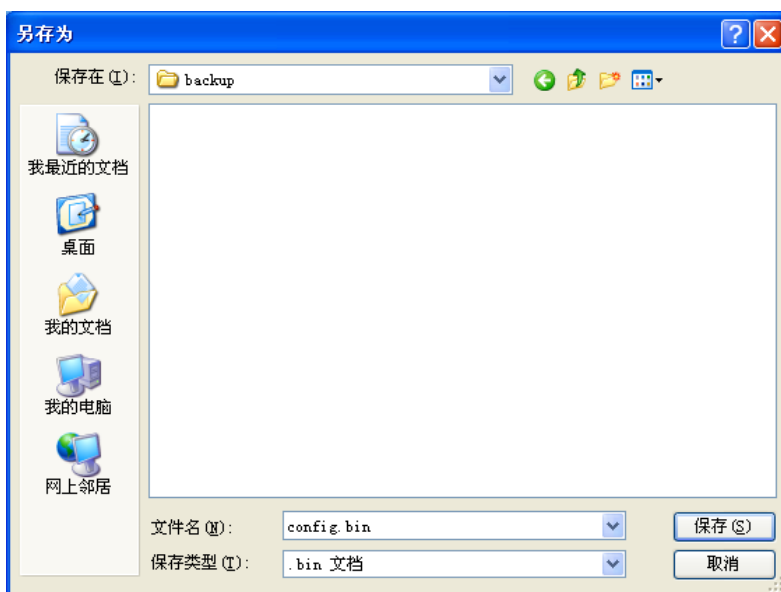 另存为
保存在(I):
backup
我最近的文档
桌面
我的文档
我的电脑
网上邻居
文件名(N):
config.bin
保存(S)
保存类型(T):
.bin 文档
取消